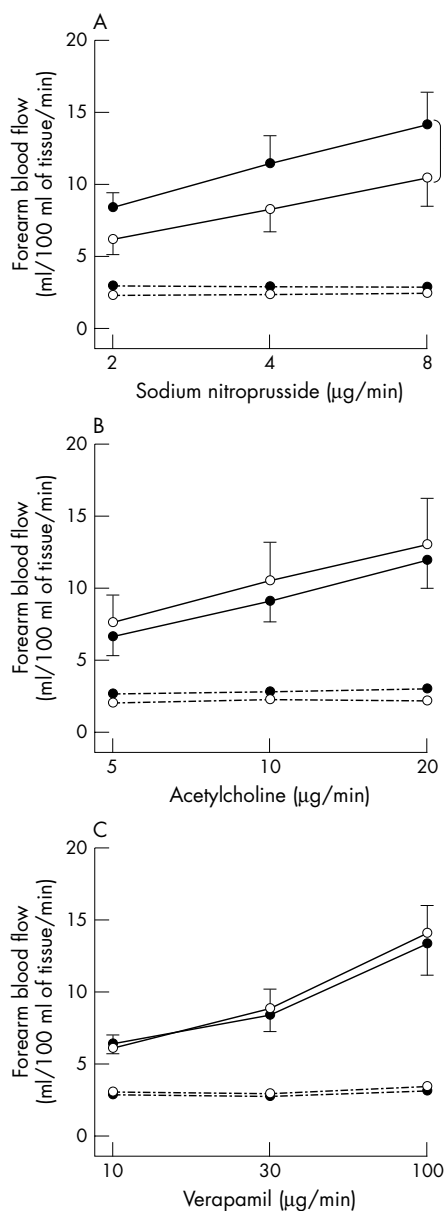 A
20
15
10
5
0
Forearm blood flow
(ml/100 ml of tissue/min)
2 4 8
Sodium nitroprusside (µg/min)
B
20
15
10
5
0
Forearm blood flow
(ml/100 ml of tissue/min)
5 10 20
Acetylcholine (µg/min)
C
20
15
10
5
0
Forearm blood flow
(ml/100 ml of tissue/min)
10 30 100
Verapamil (µg/min)